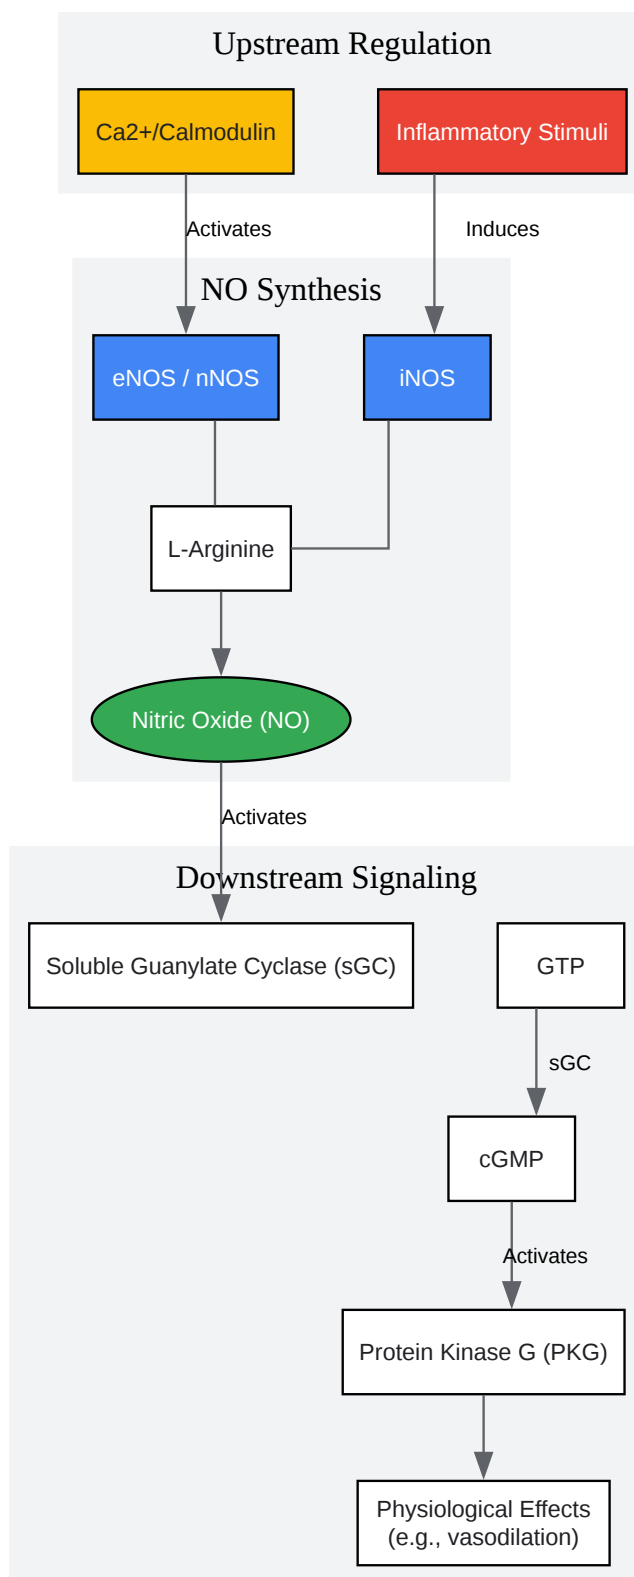 Upstream Regulation
Ca2+/Calmodulin
Inflammatory Stimuli
Activates
Induces
NO Synthesis
eNOS / nNOS
iNOS
L-Arginine
Nitric Oxide (NO)
Activates
Downstream Signaling
Soluble Guanylate Cyclase (sGC)
GTP
sGC
cGMP
Activates
Protein Kinase G (PKG)
Physiological Effects
(e.g., vasodilation)